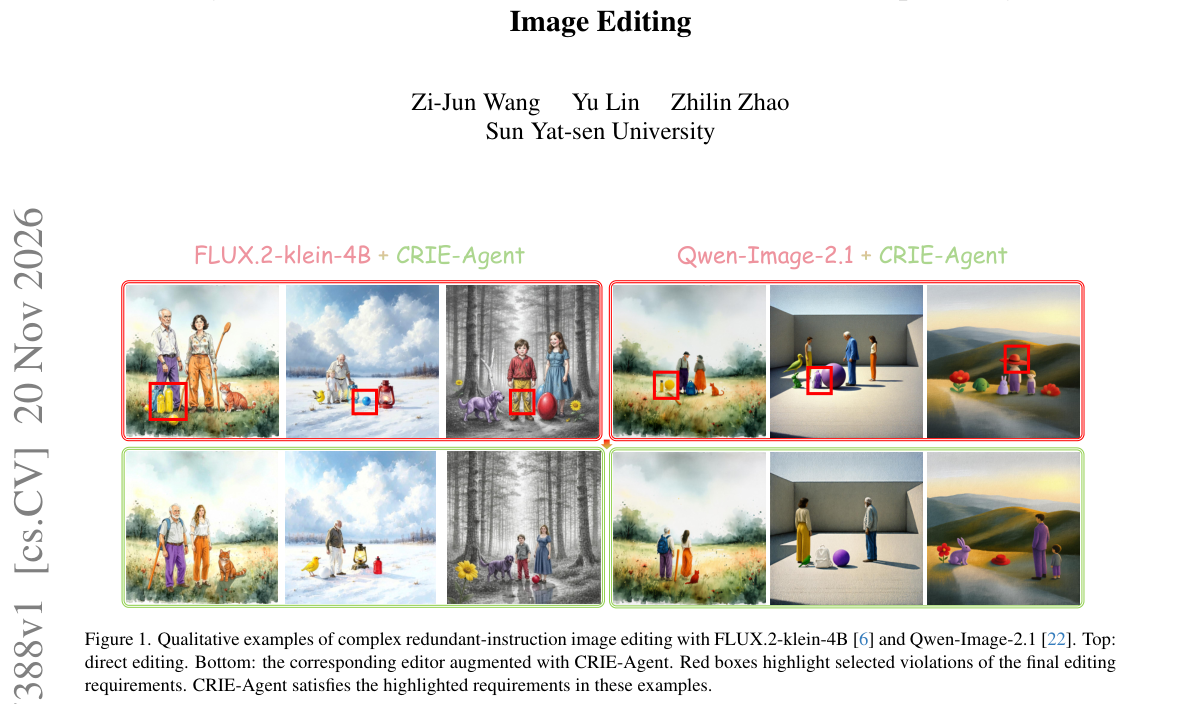 Image Editing
Zi-Jun Wang Yu Lin Zhilin Zhao
Sun Yat-sen University
388v1 [cs.CV] 20 Nov 2026
FLUX.2-klein-4B + CRIE-Agent
Qwen-Image-2.1 + CRIE-Agent
Figure 1. Qualitative examples of complex redundant-instruction image editing with FLUX.2-klein-4B [6] and Qwen-Image-2.1 [22]. Top:
direct editing. Bottom: the corresponding editor augmented with CRIE-Agent. Red boxes highlight selected violations of the final editing
requirements. CRIE-Agent satisfies the highlighted requirements in these examples.